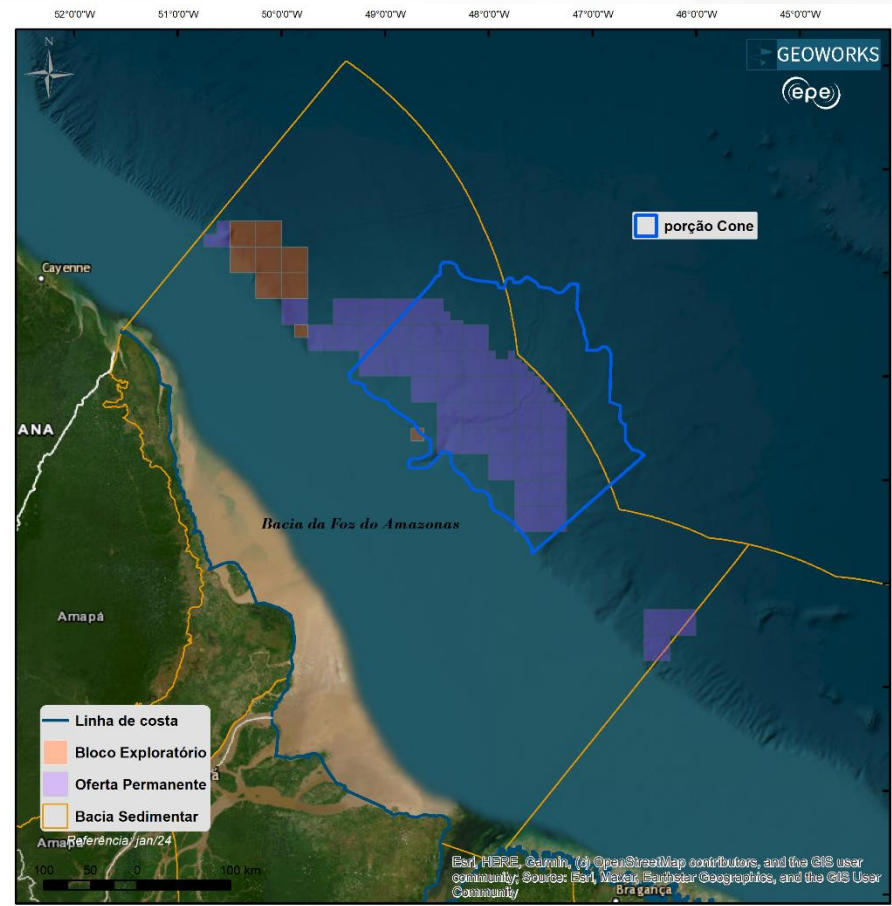 52°0'0"W 51°0'0"W 50°0'0"W 49°0'0"W 48°0'0"W 47°0'0"W 46°0'0"W 45°0'0"W
N
GEOWORKS
epe
porção Cone
Cayenne
ANA
Bacia da Foz do Amazonas
Amapá
Linha de costa
Bloco Exploratório
Oferta Permanente
á
Bacia Sedimentar
Amapá
Referência: jan/24
100 50 0 100 km
Esri, HERE, Garmin, (c) OpenStreetMap contributors, and the GIS user
community; Source: Esri, Maxar, Earthstar Geographics, and the GIS User
Community
Bragança